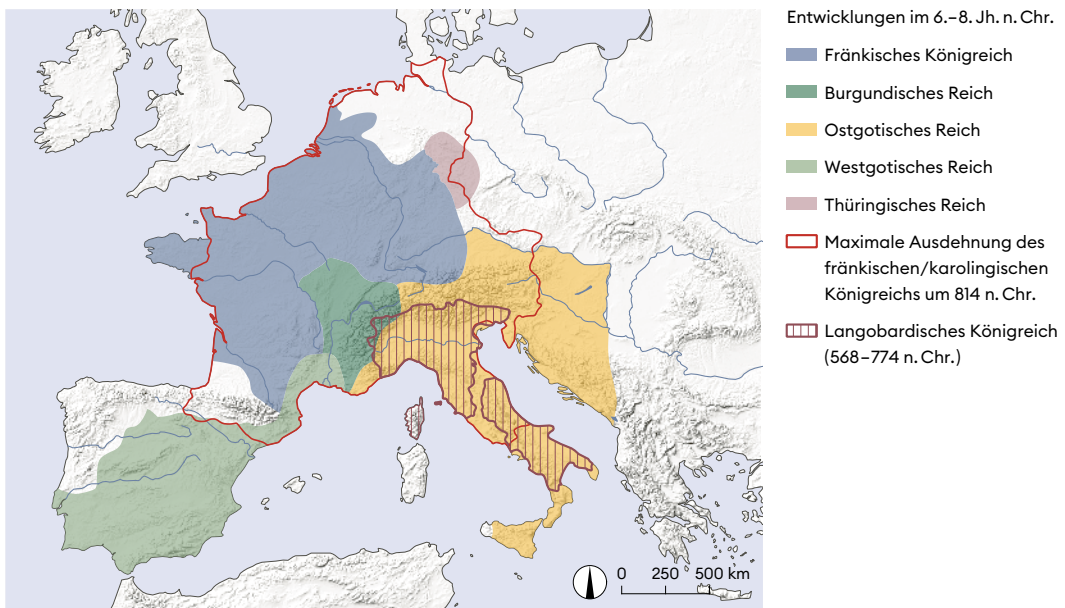 Entwicklungen im 6.–8. Jh. n. Chr.
Fränkisches Königreich
Burgundisches Reich
Ostgotisches Reich
Westgotisches Reich
Thüringisches Reich
Maximale Ausdehnung des
fränkischen/karolingischen
Königreichs um 814 n. Chr.
Langobardisches Königreich
(568–774 n. Chr.)
0 250 500 km